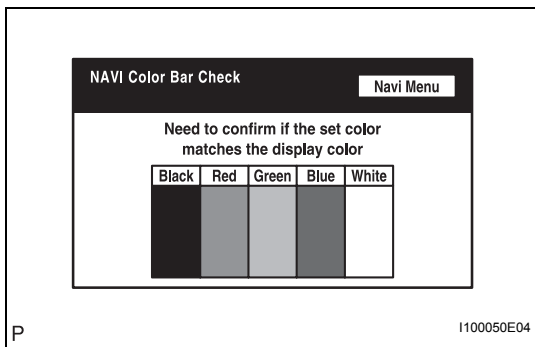 NAVI Color Bar Check
Navi Menu
Need to confirm if the set color
matches the display color
Black Red Green Blue White
P
I100050E04